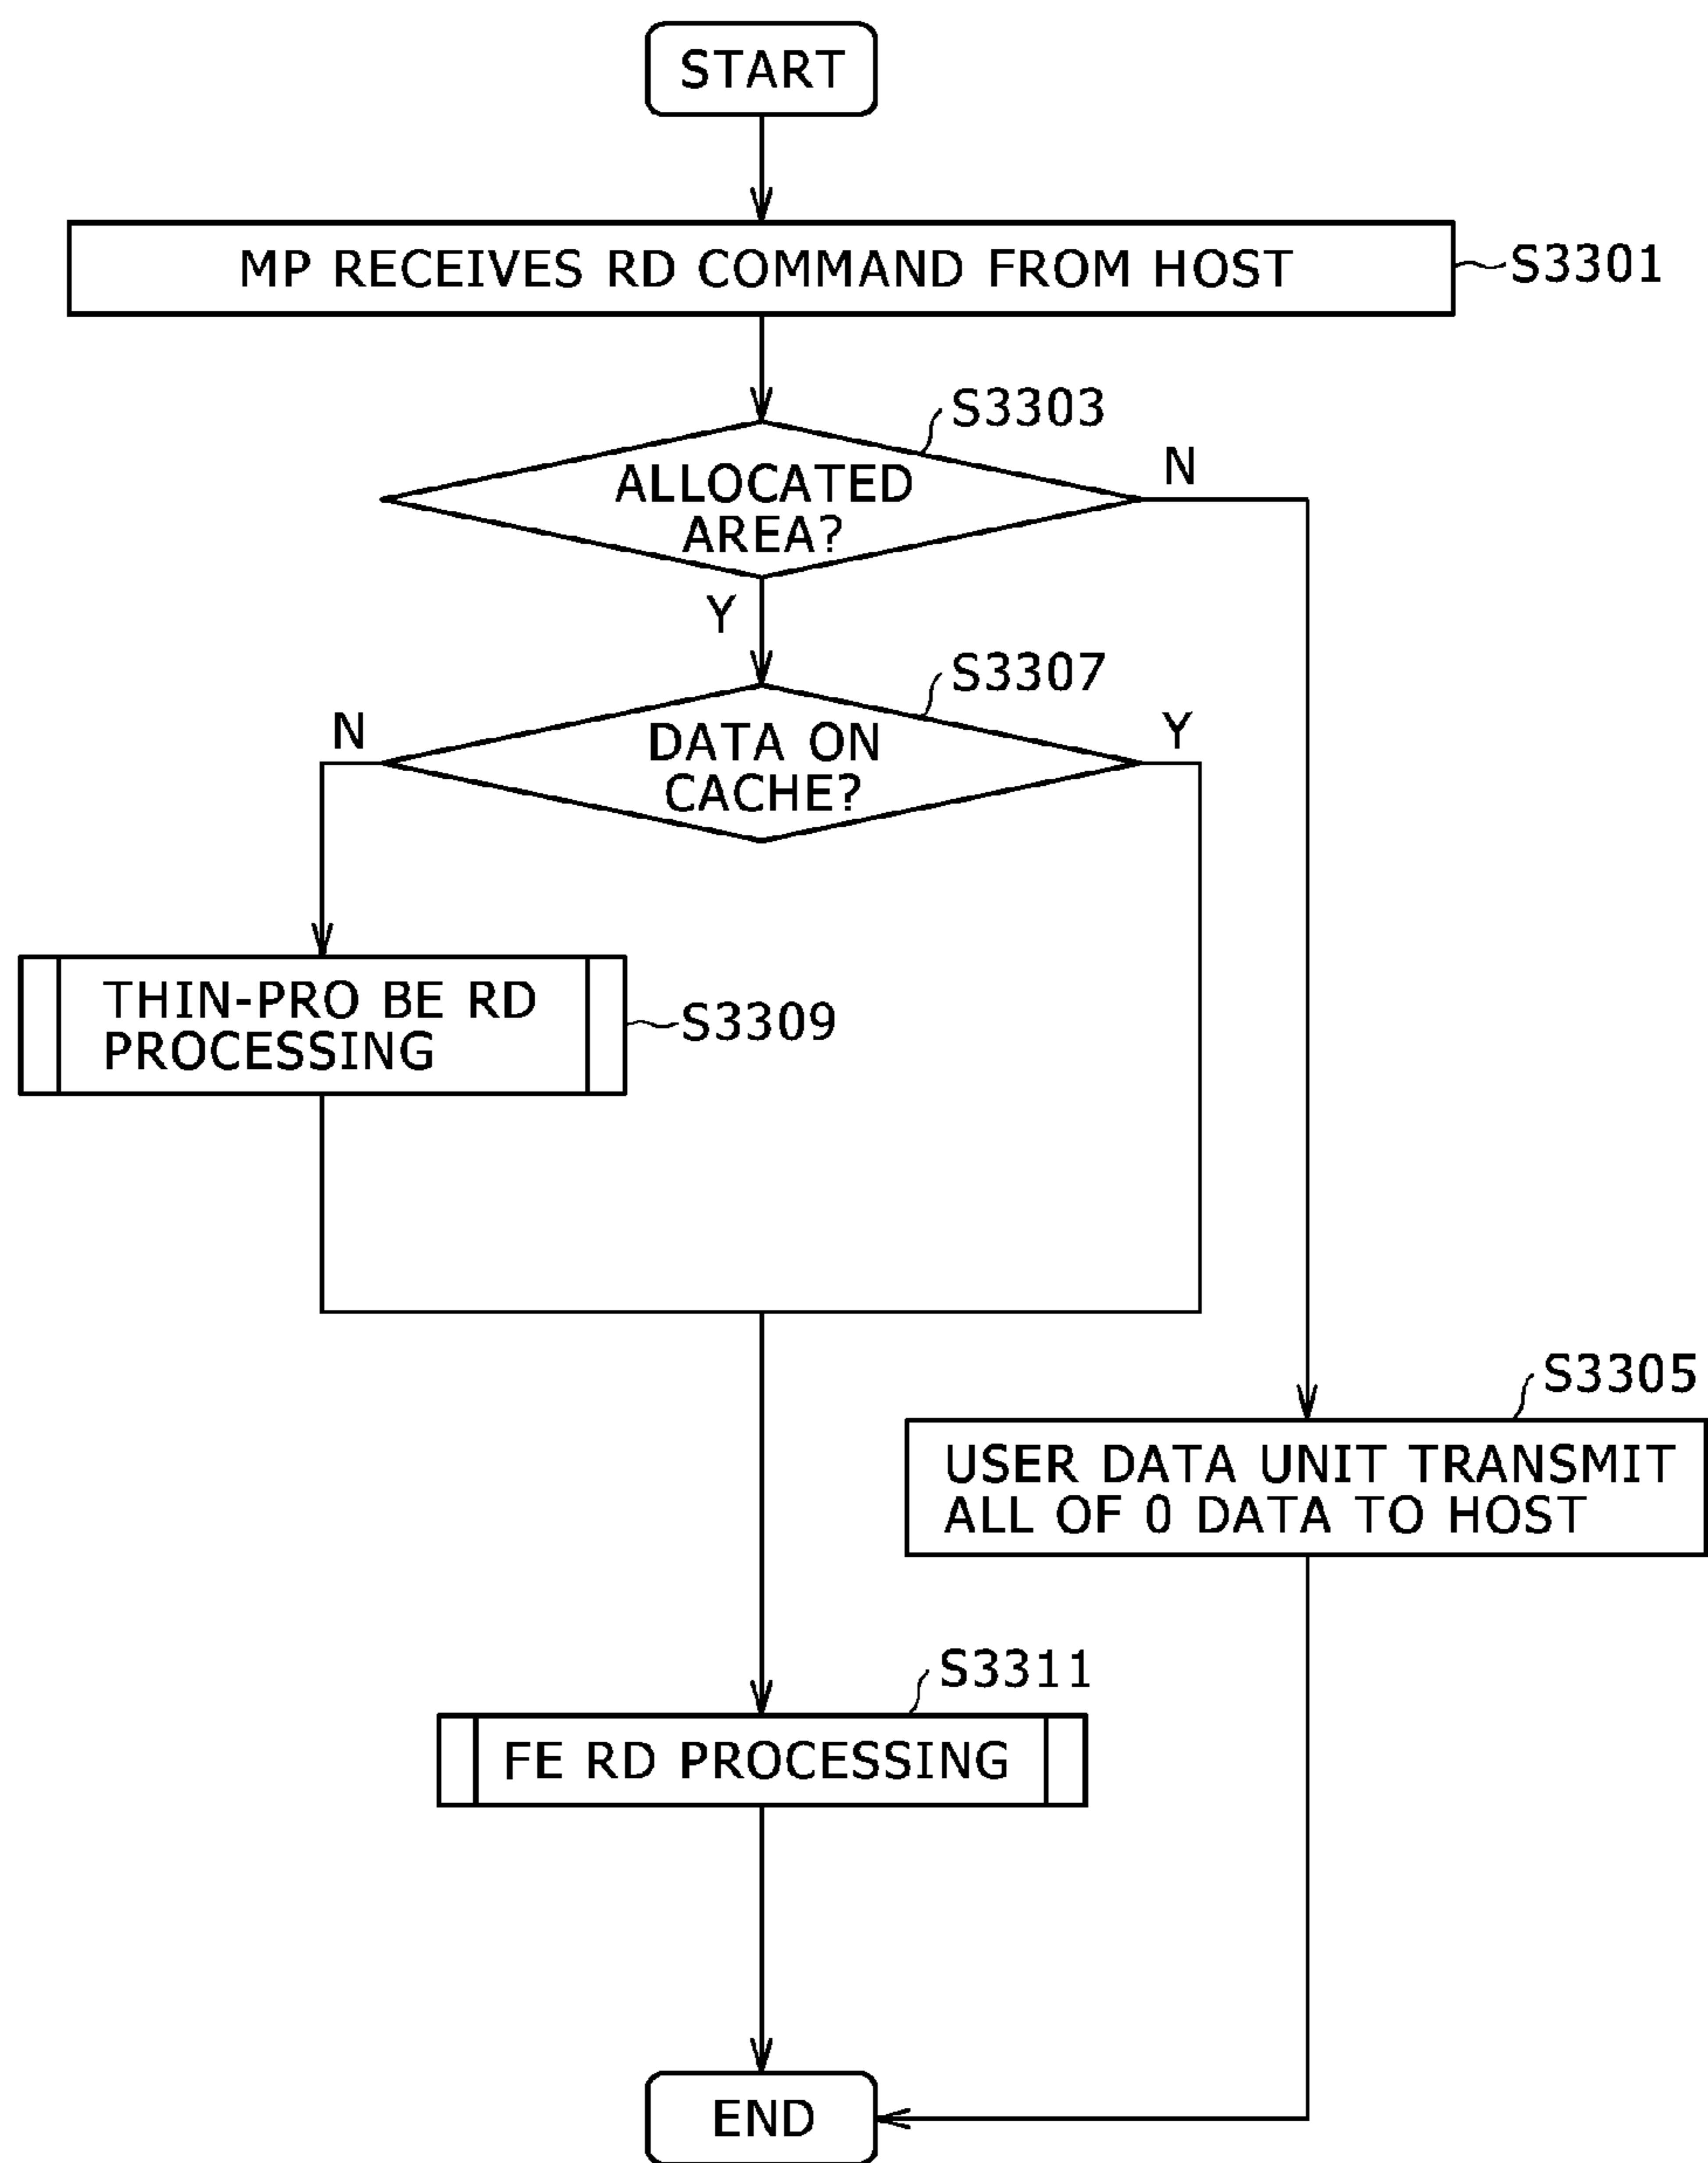 START
MP RECEIVES RD COMMAND FROM HOST
S3301
S3303
ALLOCATED
AREA?
N
Y
S3307
DATA ON
CACHE?
N
Y
THIN-PRO BE RD
PROCESSING
S3309
S3305
USER DATA UNIT TRANSMIT
ALL OF 0 DATA TO HOST
S3311
FE RD PROCESSING
END